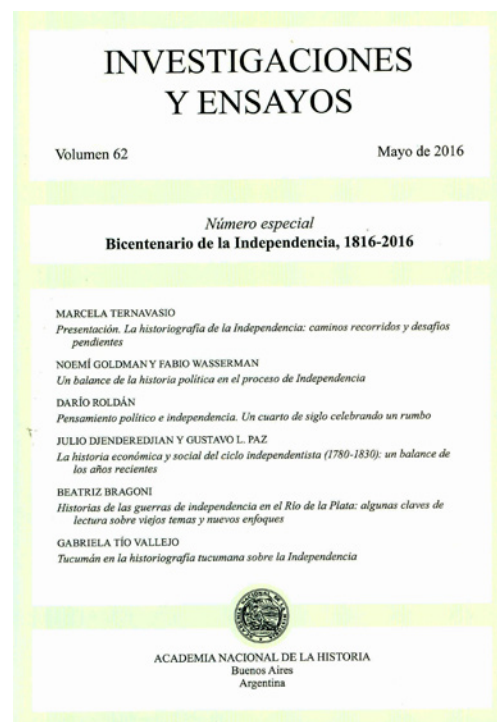 INVESTIGACIONES
Y ENSAYOS
Volumen 62
Mayo de 2016
Número especial
Bicentenario de la Independencia, 1816-2016
MARCELA TERNAVASIO
Presentación. La historiografía de la Independencia: caminos recorridos y desafíos
pendientes
NOEMÍ GOLDMAN Y FABIO WASSERMAN
Un balance de la historia política en el proceso de Independencia
DARÍO ROLDÁN
Pensamiento político e independencia. Un cuarto de siglo celebrando un rumbo
JULIO DJENDEREDJIAN Y GUSTAVO L. PAZ
La historia económica y social del ciclo independentista (1780-1830): un balance de
los años recientes
BEATRIZ BRAGONI
Historias de las guerras de independencia en el Río de la Plata: algunas claves de
lectura sobre viejos temas y nuevos enfoques
GABRIELA TÍO VALLEJO
Tucumán en la historiografía tucumana sobre la Independencia
ACADEMIA NACIONAL DE LA HISTORIA
Buenos Aires
Argentina